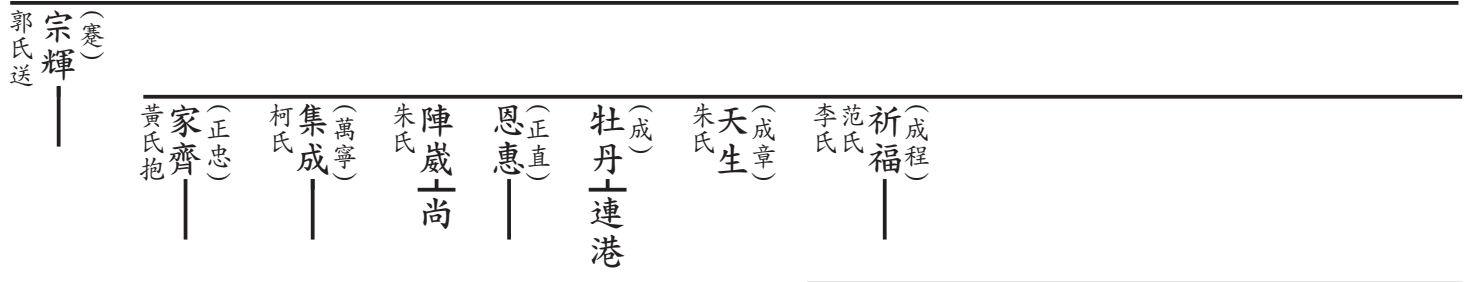 (成程)
祈福
范氏
李氏
(成章)
天生
朱氏
(成)
牡丹
連港
(正直)
恩惠
陣崴
尚
朱氏
(萬寧)
集成
柯氏
(正忠)
家齊
黃氏抱
(蹇)
宗輝
郭氏送